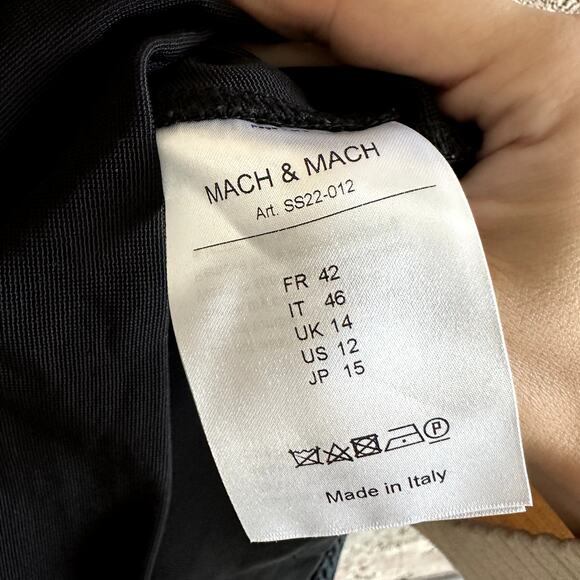 MACH & MACH
Art. SS22-012
FR 42
IT 46
UK 14
US 12
JP 15
P
Made in Italy